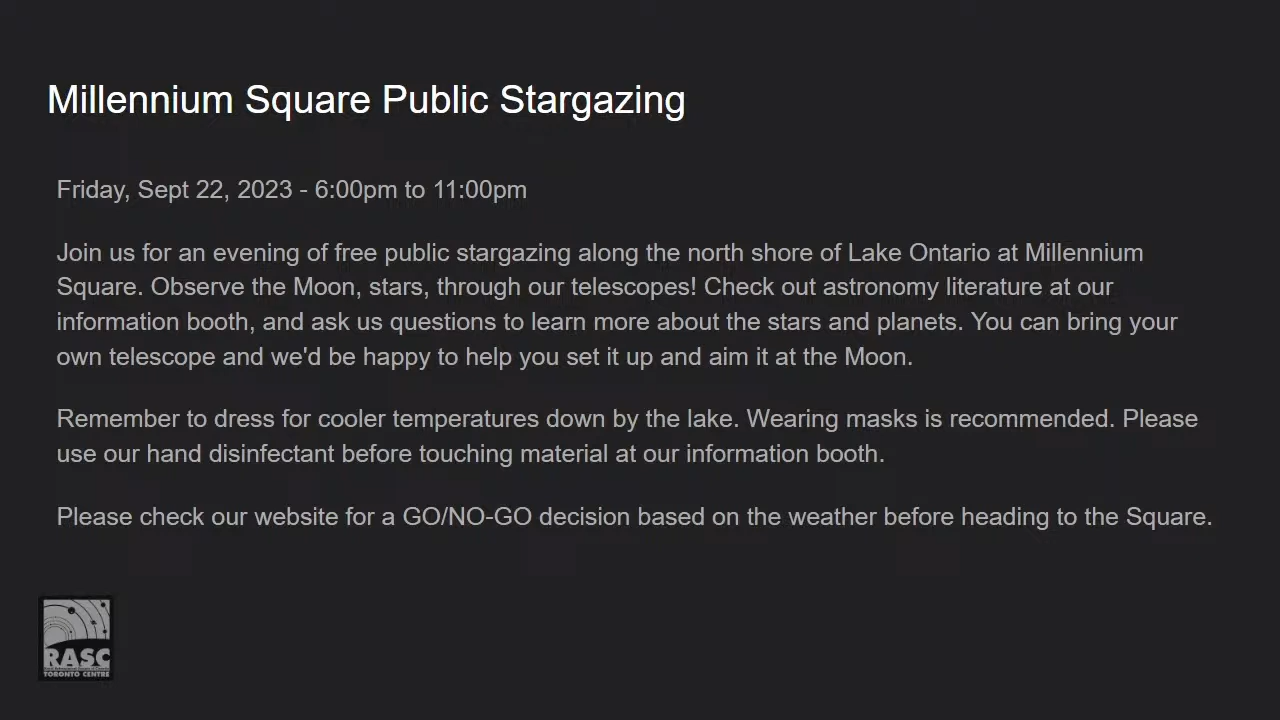 Millennium Square Public Stargazing
Friday, Sept 22, 2023 - 6:00pm to 11:00pm
Join us for an evening of free public stargazing along the north shore of Lake Ontario at Millennium
Square. Observe the Moon, stars, through our telescopes! Check out astronomy literature at our
information booth, and ask us questions to learn more about the stars and planets. You can bring your
own telescope and we'd be happy to help you set it up and aim it at the Moon.
Remember to dress for cooler temperatures down by the lake. Wearing masks is recommended. Please
use our hand disinfectant before touching material at our information booth.
Please check our website for a GO/NO-GO decision based on the weather before heading to the Square.
RASC
TORONTO CENTRE